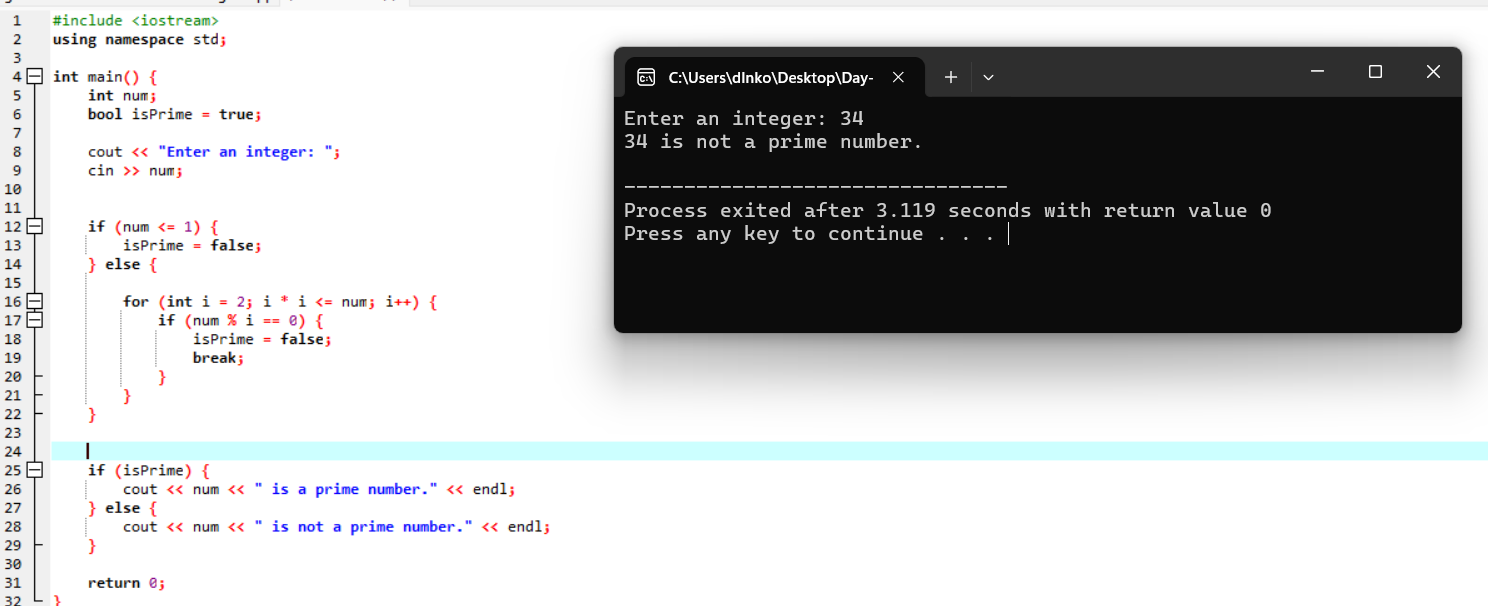 1 #include <iostream>
2 using namespace std;
3
4 int main() {
5 int num;
6 bool isPrime = true;
7
8 cout << "Enter an integer: ";
9 cin >> num;
10
11
12 if (num <= 1) {
13 isPrime = false;
14 } else {
15
16 for (int i = 2; i * i <= num; i++) {
17 if (num % i == 0) {
18 isPrime = false;
19 break;
20 }
21 }
22 }
23
24
25 if (isPrime) {
26 cout << num << " is a prime number." << endl;
27 } else {
28 cout << num << " is not a prime number." << endl;
29 }
30
31 return 0;
32 }
C:\Users\dlnko\Desktop\Day-
Enter an integer: 34
34 is not a prime number.
--------------------------------
Process exited after 3.119 seconds with return value 0
Press any key to continue . . .